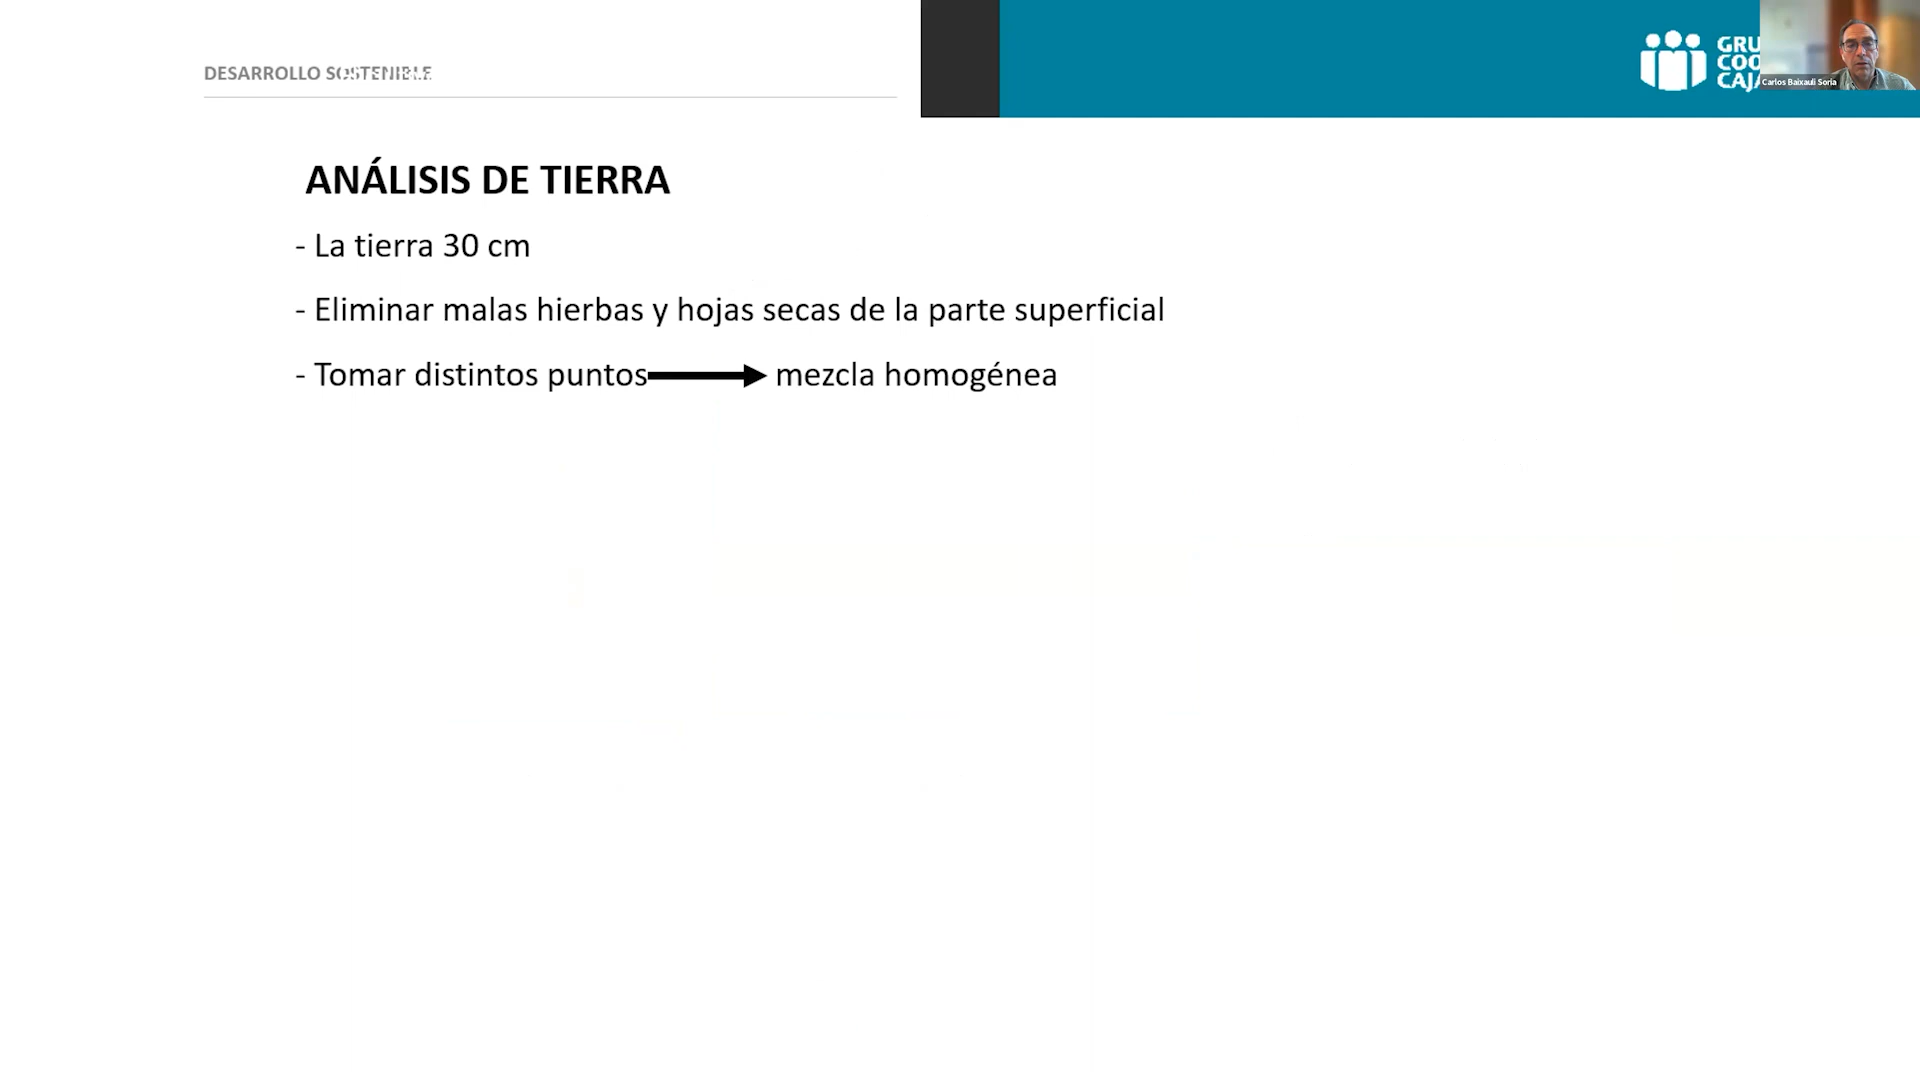 DESARROLLO SOSTENIBLE
Carlos Baixauli Soria
ANÁLISIS DE TIERRA
- La tierra 30 cm
- Eliminar malas hierbas y hojas secas de la parte superficial
- Tomar distintos puntos → mezcla homogénea